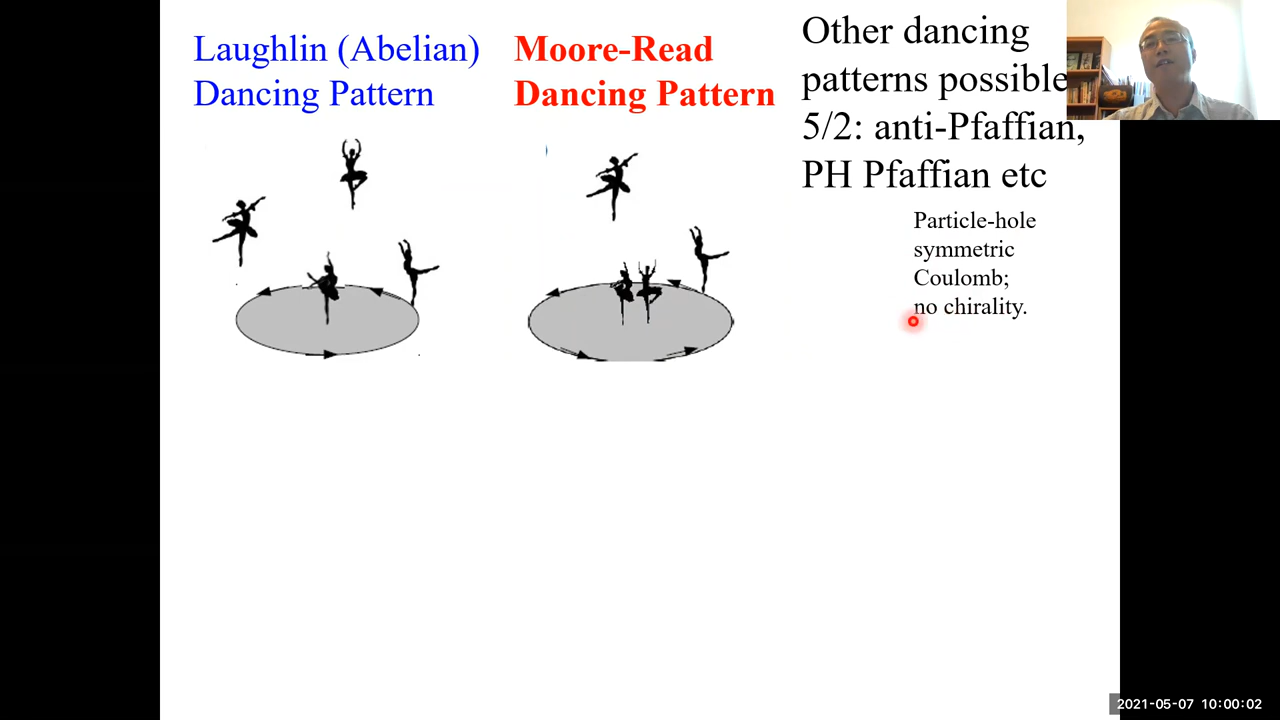 Laughlin (Abelian)
Dancing Pattern
Moore-Read
Dancing Pattern
Other dancing
patterns possible
5/2: anti-Pfaffian,
PH Pfaffian etc
Particle-hole
symmetric
Coulomb;
no chirality.
2021-05-07 10:00:02